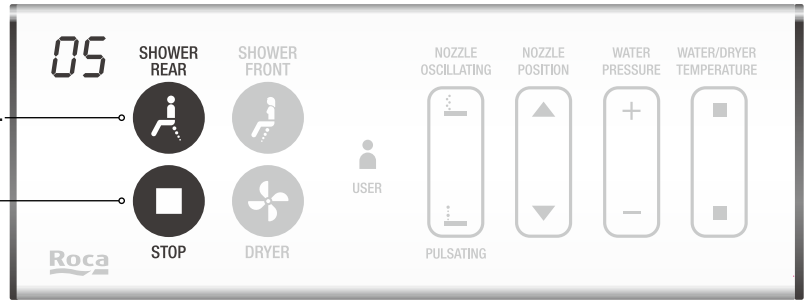 05
SHOWER
REAR
SHOWER
FRONT
NOZZLE
OSCILLATING
NOZZLE
POSITION
WATER
PRESSURE
WATER/DRYER
TEMPERATURE
+
−
USER
STOP
DRYER
PULSATING
Roca